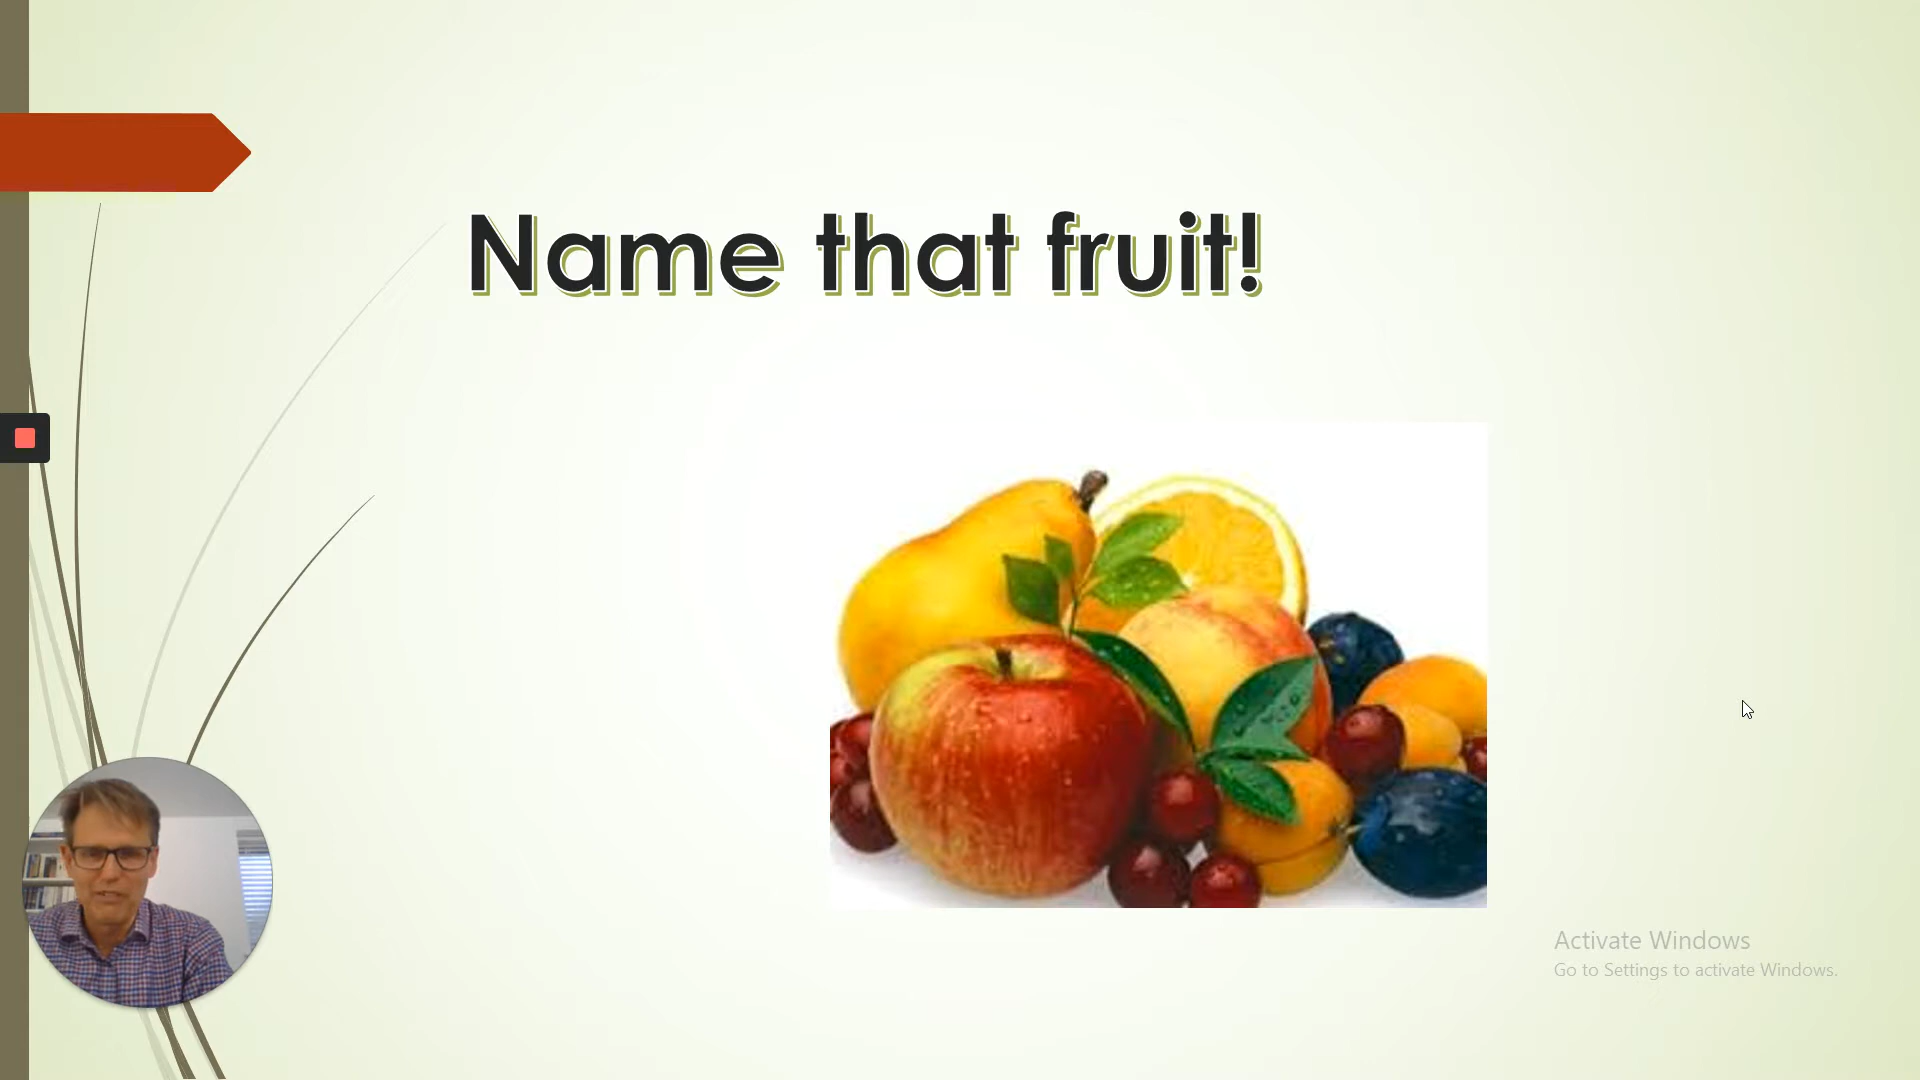 Name that fruit!
Activate Windows
Go to Settings to activate Windows.